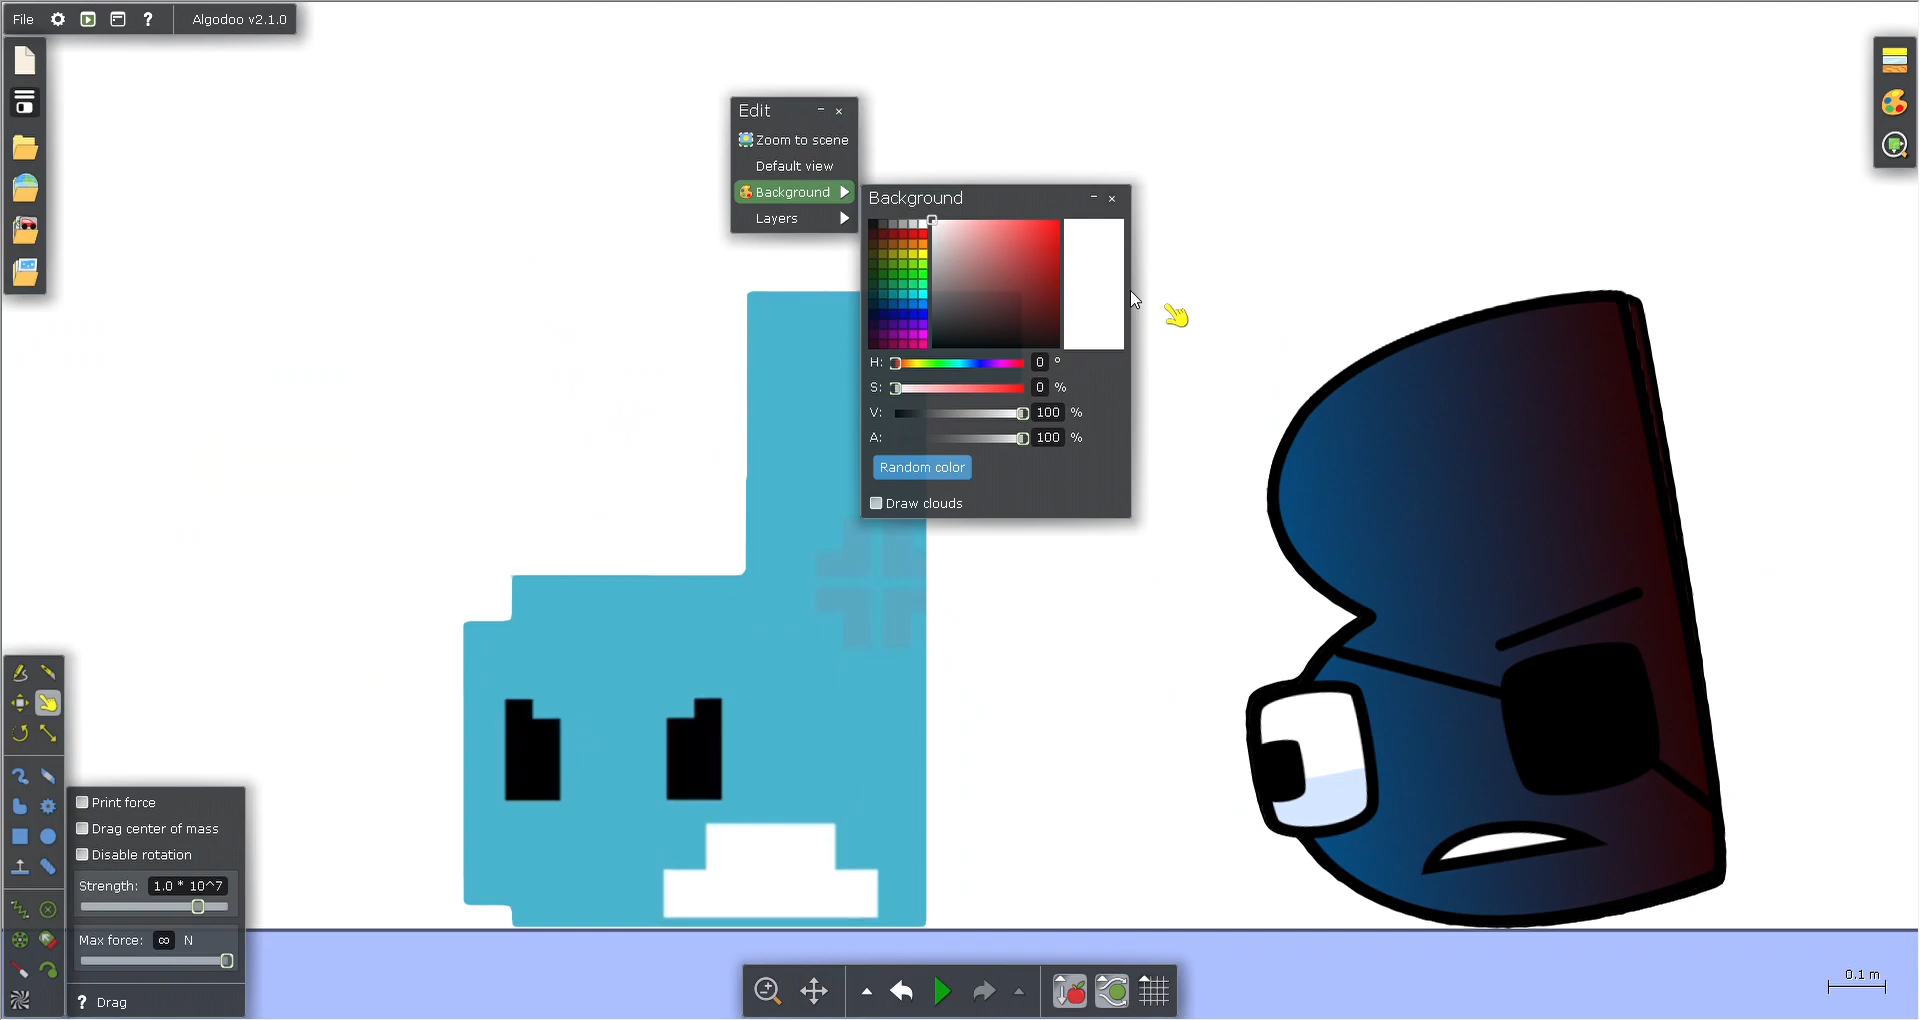 File ? Algodoo v2.1.0
Edit
Zoom to scene
Default view
Background
Layers
Background
H: 0 °
S: 0 %
V: 100 %
A: 100 %
Random color
Draw clouds
Print force
Drag center of mass
Disable rotation
Strength: 1.0 * 10^7
Max force: ∞ N
? Drag
0.1 m